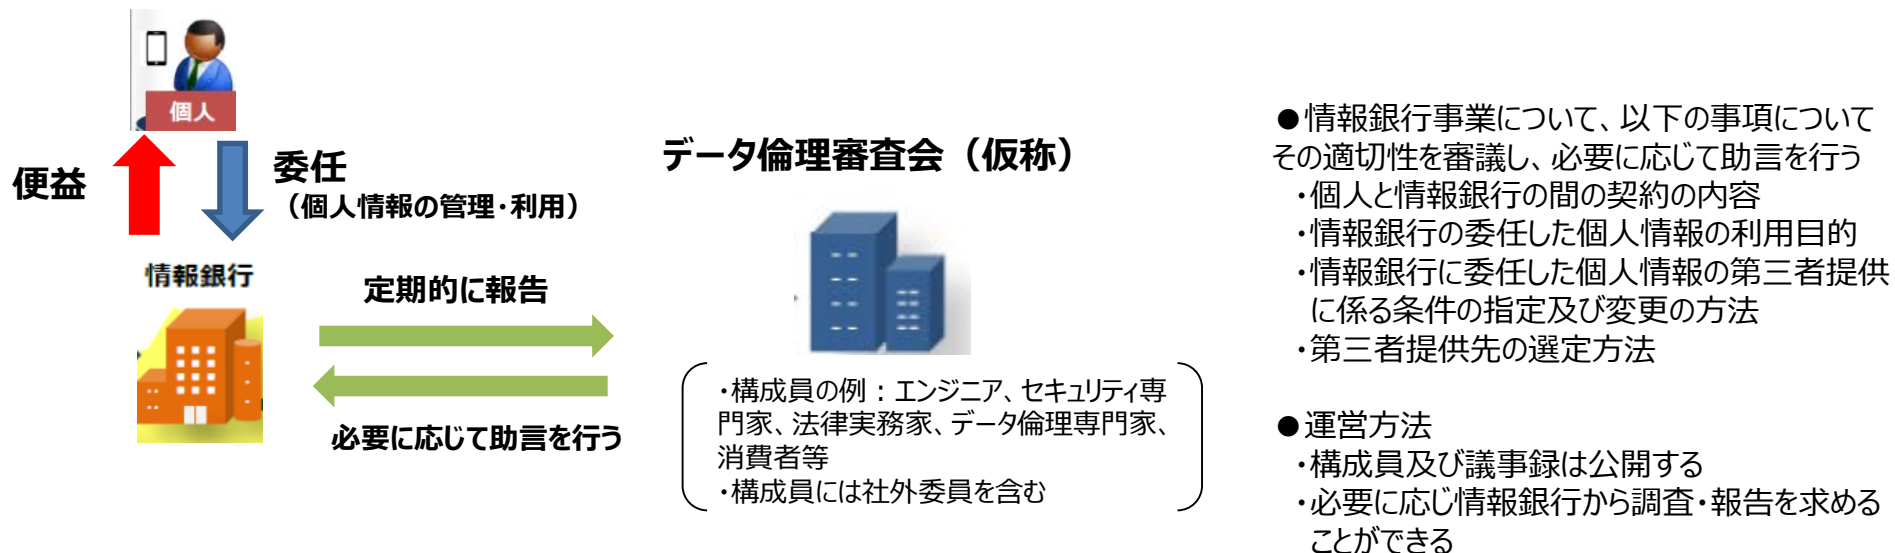 個人
便益
委任
（個人情報の管理・利用）
情報銀行
定期的に報告
必要に応じて助言を行う
データ倫理審査会（仮称）
・構成員の例：エンジニア、セキュリティ専
門家、法律実務家、データ倫理専門家、
消費者等
・構成員には社外委員を含む
●情報銀行事業について、以下の事項について
その適切性を審議し、必要に応じて助言を行う
・個人と情報銀行の間の契約の内容
・情報銀行の委任した個人情報の利用目的
・情報銀行に委任した個人情報の第三者提供
に係る条件の指定及び変更の方法
・第三者提供先の選定方法
●運営方法
・構成員及び議事録は公開する
・必要に応じ情報銀行から調査・報告を求める
ことができる